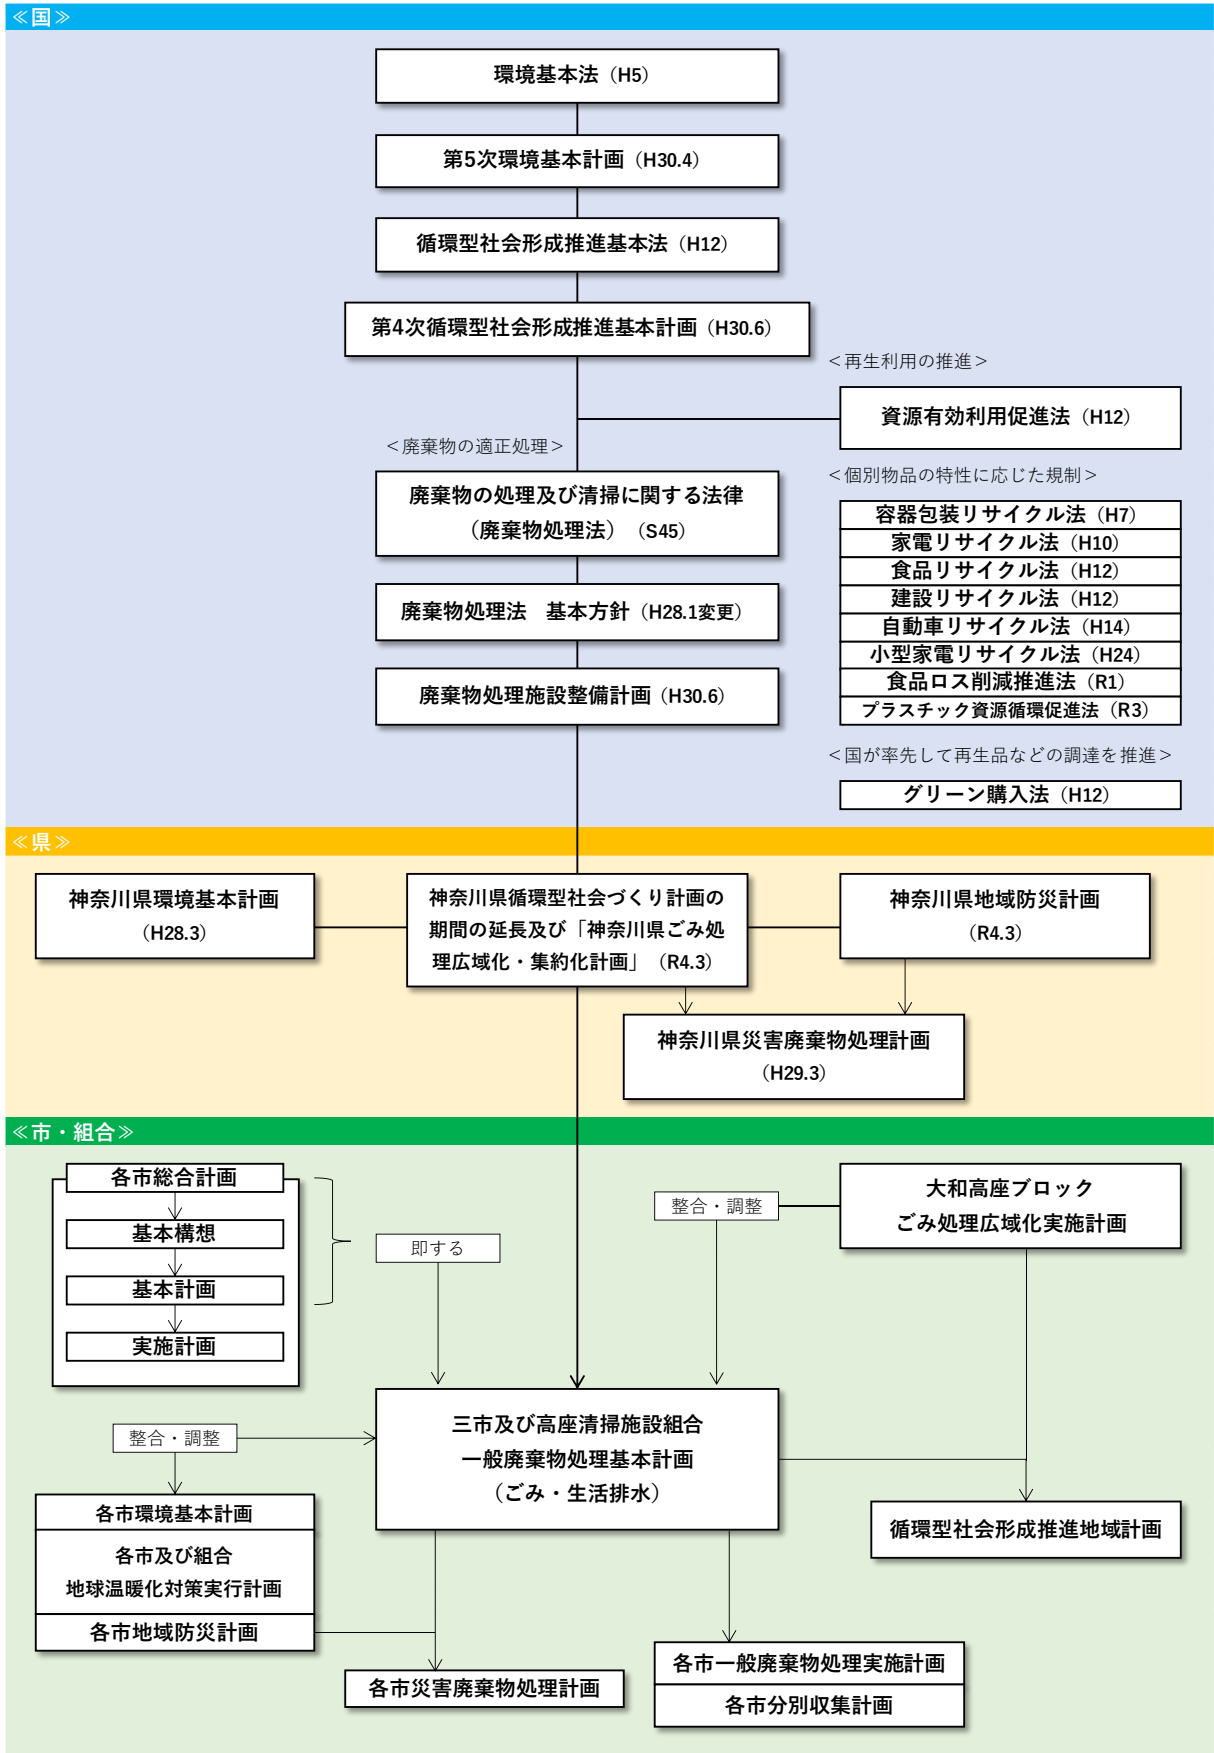 ≪国≫
環境基本法（H5）
第5次環境基本計画（H30.4）
循環型社会形成推進基本法（H12）
第4次循環型社会形成推進基本計画（H30.6）
＜再生利用の推進＞
資源有効利用促進法（H12）
＜廃棄物の適正処理＞
廃棄物の処理及び清掃に関する法律
（廃棄物処理法）（S45）
廃棄物処理法　基本方針（H28.1変更）
廃棄物処理施設整備計画（H30.6）
＜個別物品の特性に応じた規制＞
容器包装リサイクル法（H7）
家電リサイクル法（H10）
食品リサイクル法（H12）
建設リサイクル法（H12）
自動車リサイクル法（H14）
小型家電リサイクル法（H24）
食品ロス削減推進法（R1）
プラスチック資源循環促進法（R3）
＜国が率先して再生品などの調達を推進＞
グリーン購入法（H12）
≪県≫
神奈川県環境基本計画
（H28.3）
神奈川県循環型社会づくり計画の
期間の延長及び「神奈川県ごみ処
理広域化・集約化計画」（R4.3）
神奈川県地域防災計画
（R4.3）
神奈川県災害廃棄物処理計画
（H29.3）
≪市・組合≫
各市総合計画
基本構想
基本計画
実施計画
即する
整合・調整
大和高座ブロック
ごみ処理広域化実施計画
整合・調整
三市及び高座清掃施設組合
一般廃棄物処理基本計画
（ごみ・生活排水）
各市環境基本計画
各市及び組合
地球温暖化対策実行計画
各市地域防災計画
循環型社会形成推進地域計画
各市災害廃棄物処理計画
各市一般廃棄物処理実施計画
各市分別収集計画